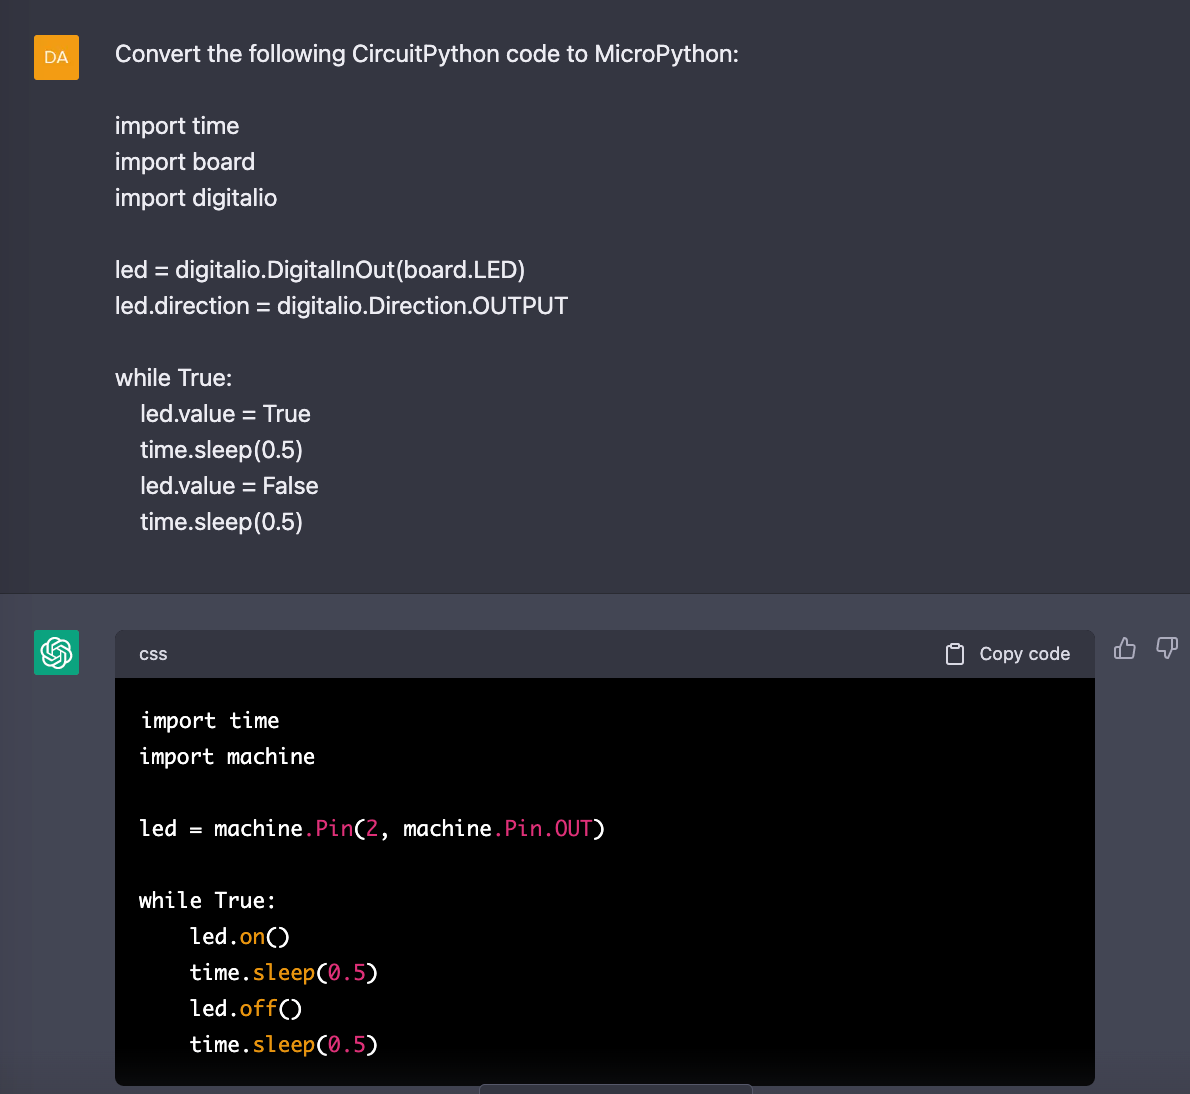 DA
Convert the following CircuitPython code to MicroPython:
import time
import board
import digitalio
led = digitalio.DigitalInOut(board.LED)
led.direction = digitalio.Direction.OUTPUT
while True:
    led.value = True
    time.sleep(0.5)
    led.value = False
    time.sleep(0.5)
css
Copy code
import time
import machine
led = machine.Pin(2, machine.Pin.OUT)
while True:
    led.on()
    time.sleep(0.5)
    led.off()
    time.sleep(0.5)